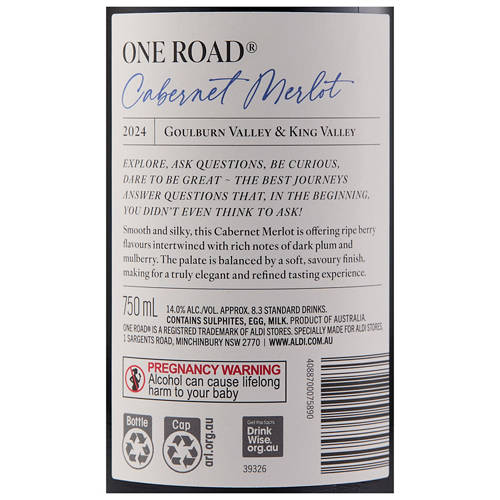 ONE ROAD®
Cabernet Merlot
2024 | GOULBURN VALLEY & KING VALLEY
EXPLORE, ASK QUESTIONS, BE CURIOUS,
DARE TO BE GREAT ~ THE BEST JOURNEYS
ANSWER QUESTIONS THAT, IN THE BEGINNING,
YOU DIDN'T EVEN THINK TO ASK!
Smooth and silky, this Cabernet Merlot is offering ripe berry
flavours intertwined with rich notes of dark plum and
mulberry. The palate is balanced by a soft, savoury finish,
making for a truly elegant and refined tasting experience.
750 mL
14.0% ALC./VOL. APPROX. 8.3 STANDARD DRINKS.
CONTAINS SULPHITES, EGG, MILK. PRODUCT OF AUSTRALIA.
ONE ROAD® IS A REGISTERED TRADEMARK OF ALDI STORES. SPECIALLY MADE FOR ALDI STORES.
1 SARGENTS ROAD, MINCHINBURY NSW 2770 | WWW.ALDI.COM.AU
PREGNANCY WARNING
Alcohol can cause lifelong
harm to your baby
Bottle
Cap
arl.org.au
Get the facts
Drink
Wise.
org.au
39326
4088700075890